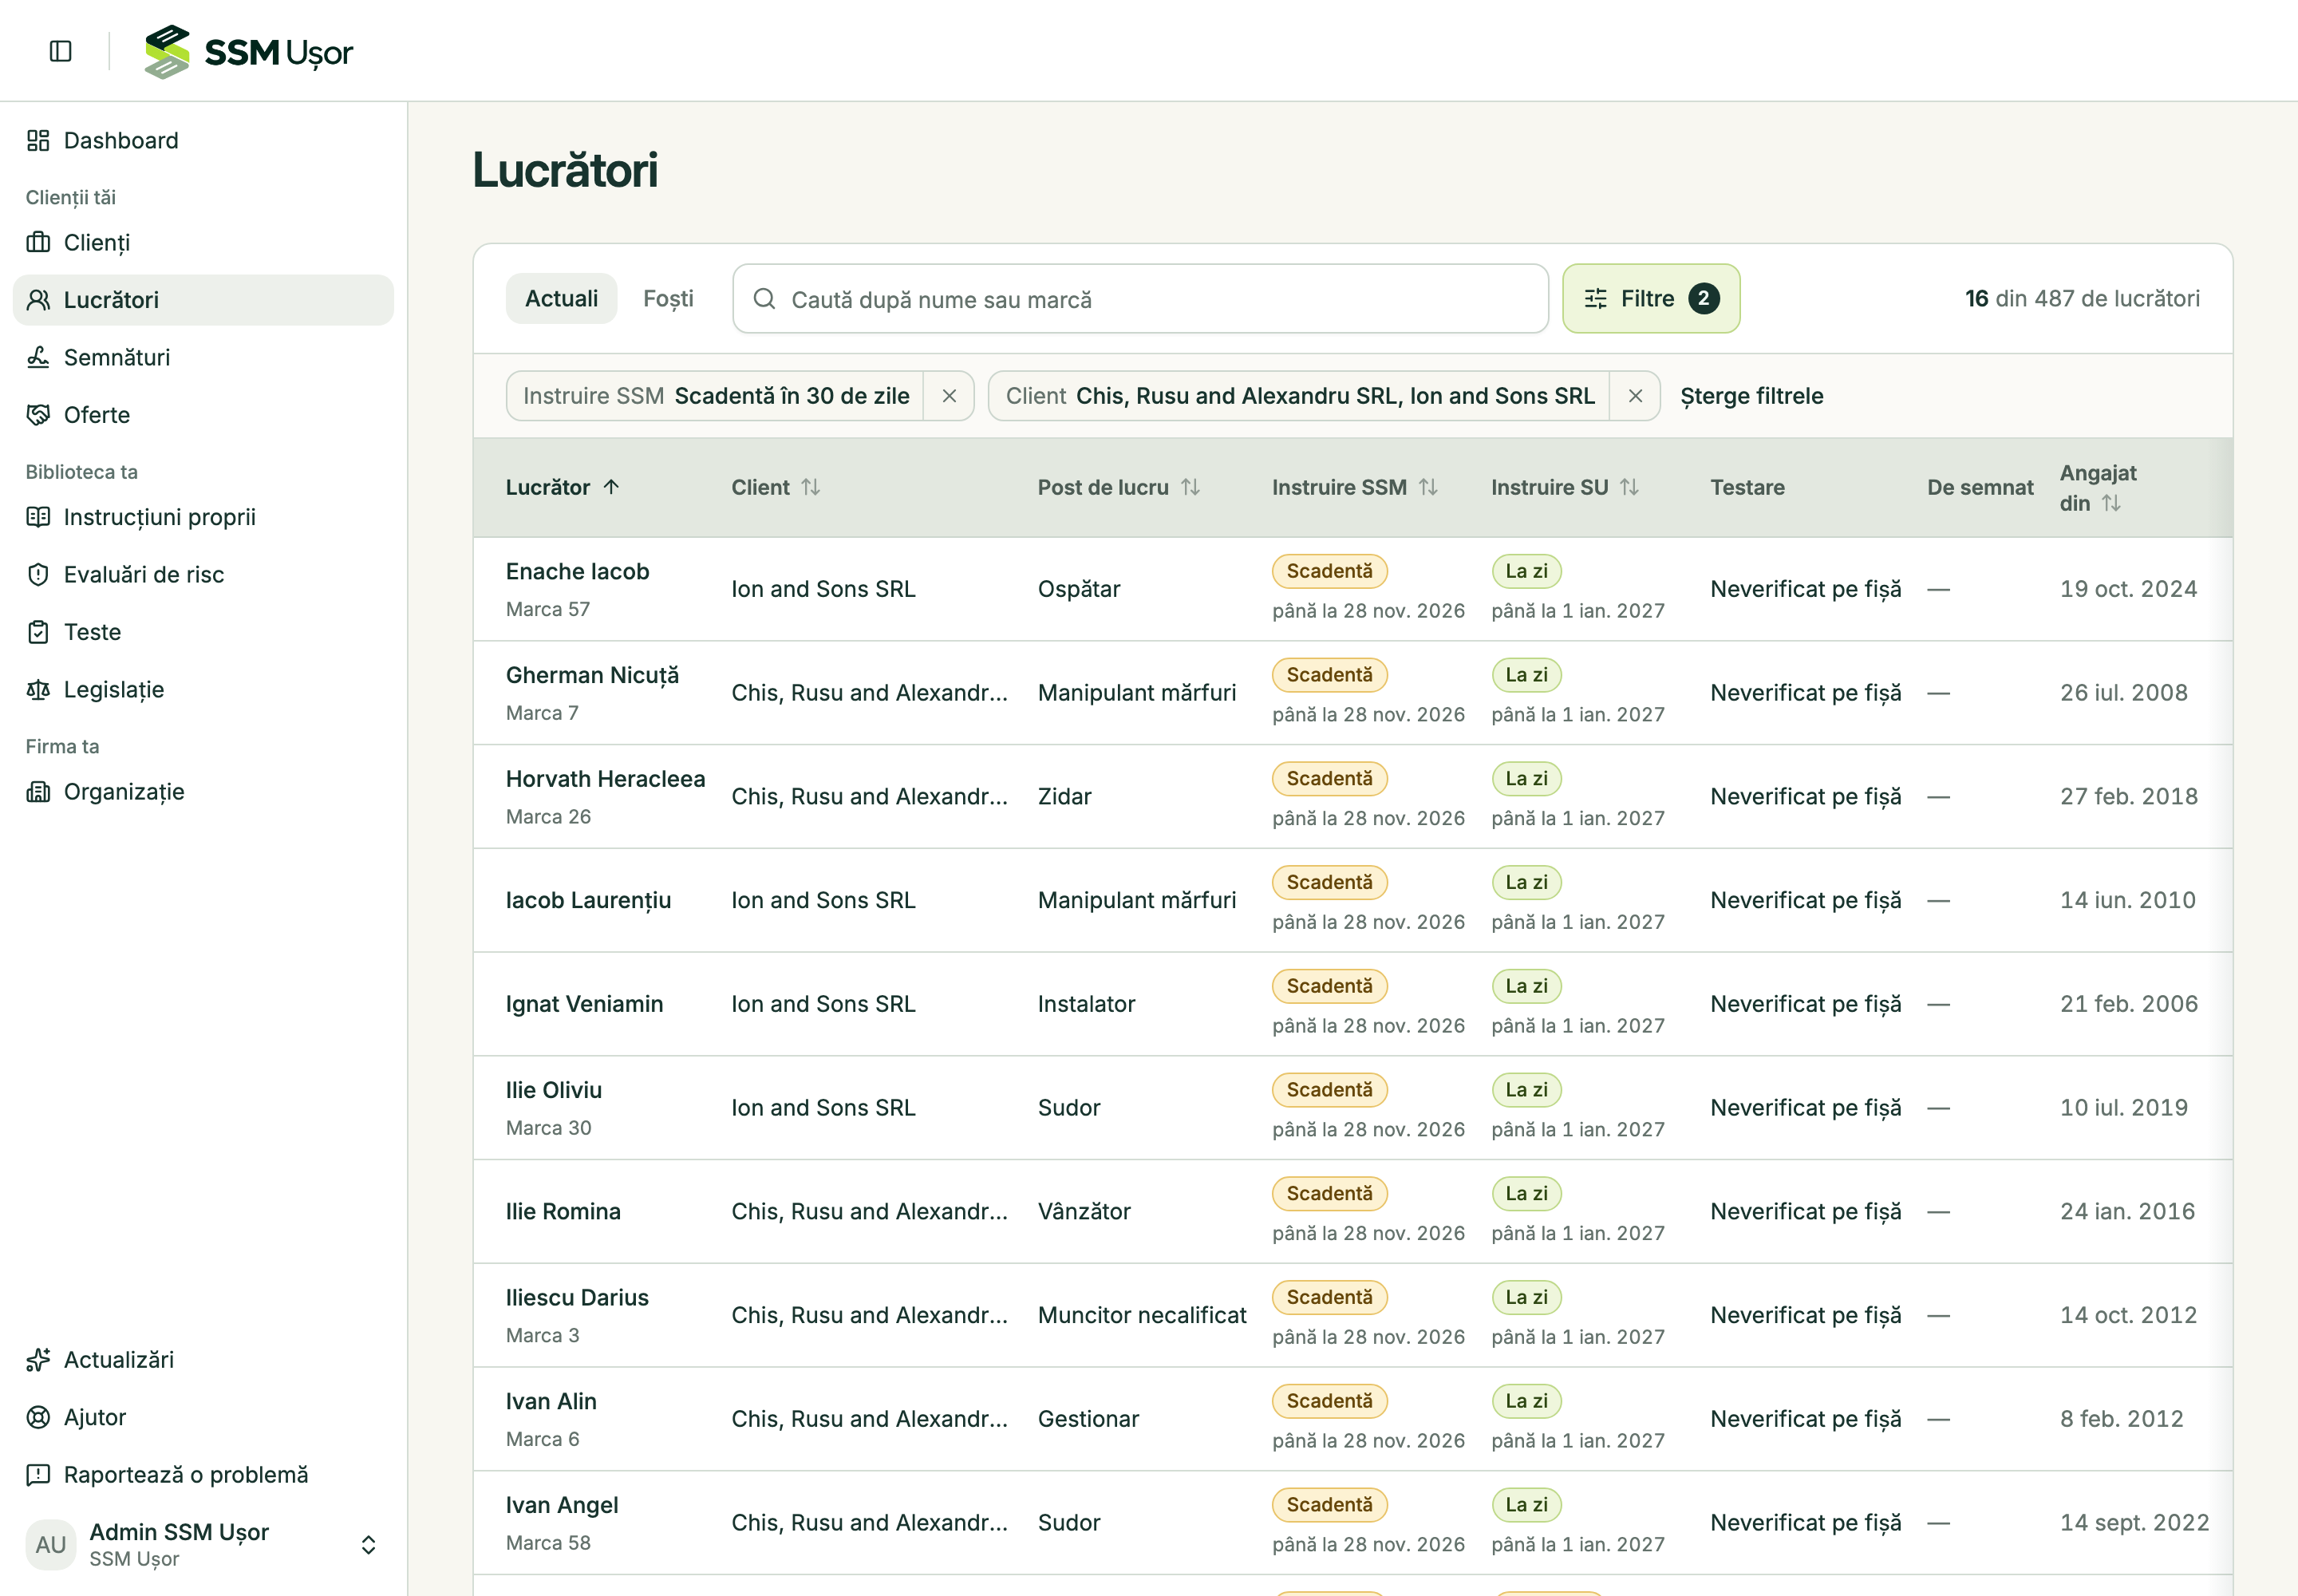 SSM Ușor
Dashboard
Clienții tăi
Clienți
Lucrători
Semnături
Oferte
Biblioteca ta
Instrucțiuni proprii
Evaluări de risc
Teste
Legislație
Firma ta
Organizație
Actualizări
Ajutor
Raportează o problemă
AU
Admin SSM Ușor
SSM Ușor
Lucrători
Actuali Foști Caută după nume sau marcă Filtre 2 16 din 487 de lucrători
Instruire SSM Scadentă în 30 de zile Client Chis, Rusu and Alexandru SRL, Ion and Sons SRL Șterge filtrele
Lucrător Client Post de lucru Instruire SSM Instruire SU Testare De semnat Angajat din
Enache Iacob Marca 57 Ion and Sons SRL Ospătar Scadentă până la 28 nov. 2026 La zi până la 1 ian. 2027 Neverificat pe fișă — 19 oct. 2024
Gherman Nicuță Marca 7 Chis, Rusu and Alexandr... Manipulant mărfuri Scadentă până la 28 nov. 2026 La zi până la 1 ian. 2027 Neverificat pe fișă — 26 iul. 2008
Horvath Heracleea Marca 26 Chis, Rusu and Alexandr... Zidar Scadentă până la 28 nov. 2026 La zi până la 1 ian. 2027 Neverificat pe fișă — 27 feb. 2018
Iacob Laurențiu Ion and Sons SRL Manipulant mărfuri Scadentă până la 28 nov. 2026 La zi până la 1 ian. 2027 Neverificat pe fișă — 14 iun. 2010
Ignat Veniamin Ion and Sons SRL Instalator Scadentă până la 28 nov. 2026 La zi până la 1 ian. 2027 Neverificat pe fișă — 21 feb. 2006
Ilie Oliviu Marca 30 Ion and Sons SRL Sudor Scadentă până la 28 nov. 2026 La zi până la 1 ian. 2027 Neverificat pe fișă — 10 iul. 2019
Ilie Romina Chis, Rusu and Alexandr... Vânzător Scadentă până la 28 nov. 2026 La zi până la 1 ian. 2027 Neverificat pe fișă — 24 ian. 2016
Iliescu Darius Marca 3 Chis, Rusu and Alexandr... Muncitor necalificat Scadentă până la 28 nov. 2026 La zi până la 1 ian. 2027 Neverificat pe fișă — 14 oct. 2012
Ivan Alin Marca 6 Chis, Rusu and Alexandr... Gestionar Scadentă până la 28 nov. 2026 La zi până la 1 ian. 2027 Neverificat pe fișă — 8 feb. 2012
Ivan Angel Marca 58 Chis, Rusu and Alexandr... Sudor Scadentă până la 28 nov. 2026 La zi până la 1 ian. 2027 Neverificat pe fișă — 14 sept. 2022